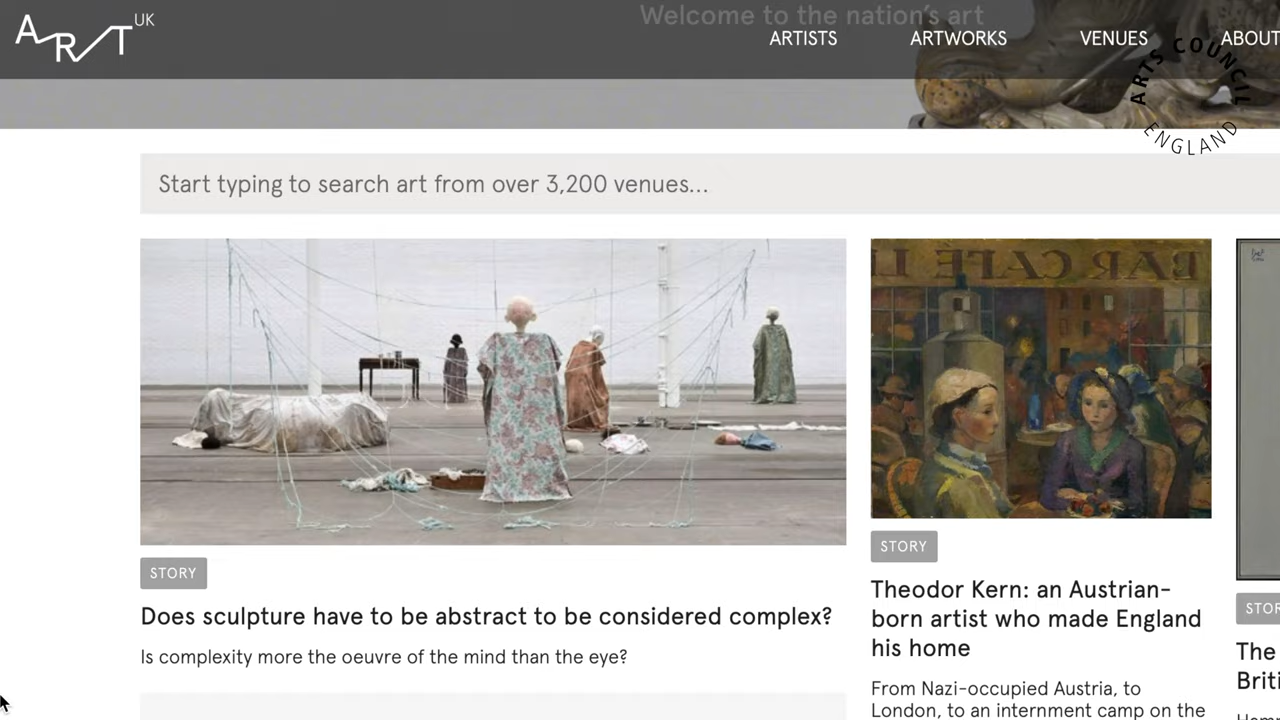 ART UK
Welcome to the nation's art
ARTISTS
ARTWORKS
VENUES
ABOUT
ARTS COUNCIL
ENGLAND
Start typing to search art from over 3,200 venues...
BAR CAFE
STORY
Does sculpture have to be abstract to be considered complex?
Is complexity more the oeuvre of the mind than the eye?
STORY
Theodor Kern: an Austrian-
born artist who made England
his home
From Nazi-occupied Austria, to
London, to an internment camp on the
The